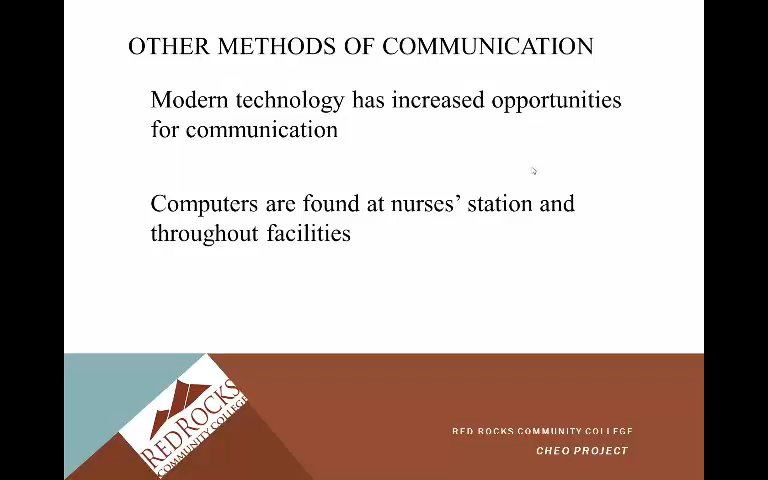 OTHER METHODS OF COMMUNICATION
Modern technology has increased opportunities
for communication
Computers are found at nurses’ station and
throughout facilities
RED ROCKS
COMMUNITY COLLEGE
RED ROCKS COMMUNITY COLLEGE
CHEO PROJECT